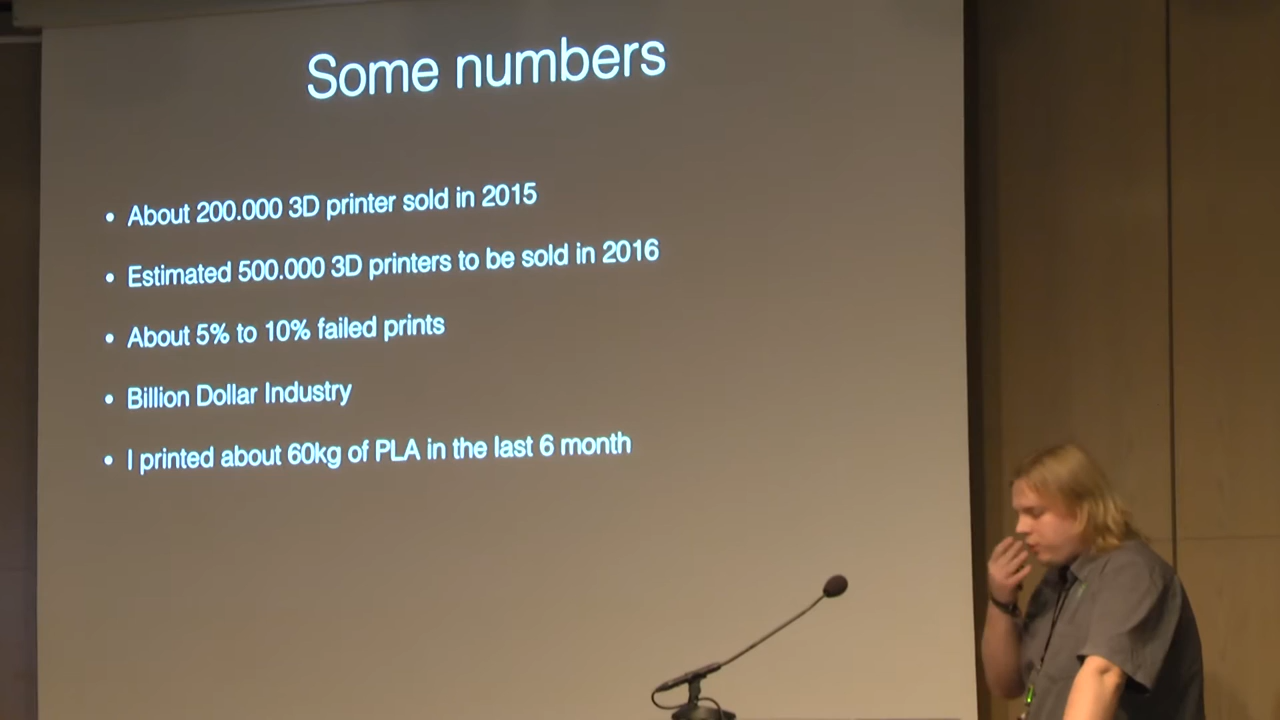 Some numbers
• About 200.000 3D printer sold in 2015
• Estimated 500.000 3D printers to be sold in 2016
• About 5% to 10% failed prints
• Billion Dollar Industry
• I printed about 60kg of PLA in the last 6 month